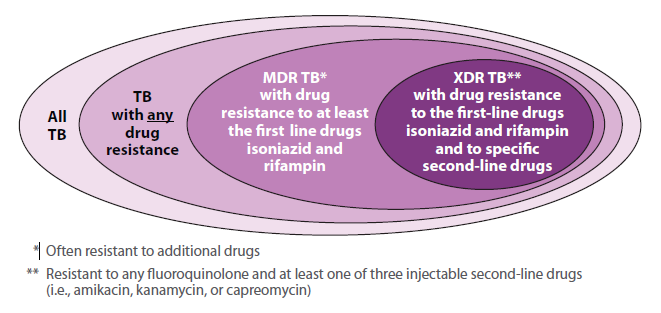 All
TB
TB
with any
drug
resistance
MDR TB*
with drug
resistance to at least
the first line drugs
isoniazid and
rifampin
XDR TB**
with drug resistance
to the first-line drugs
isoniazid and rifampin
and to specific
second-line drugs
* Often resistant to additional drugs
** Resistant to any fluoroquinolone and at least one of three injectable second-line drugs
(i.e., amikacin, kanamycin, or capreomycin)